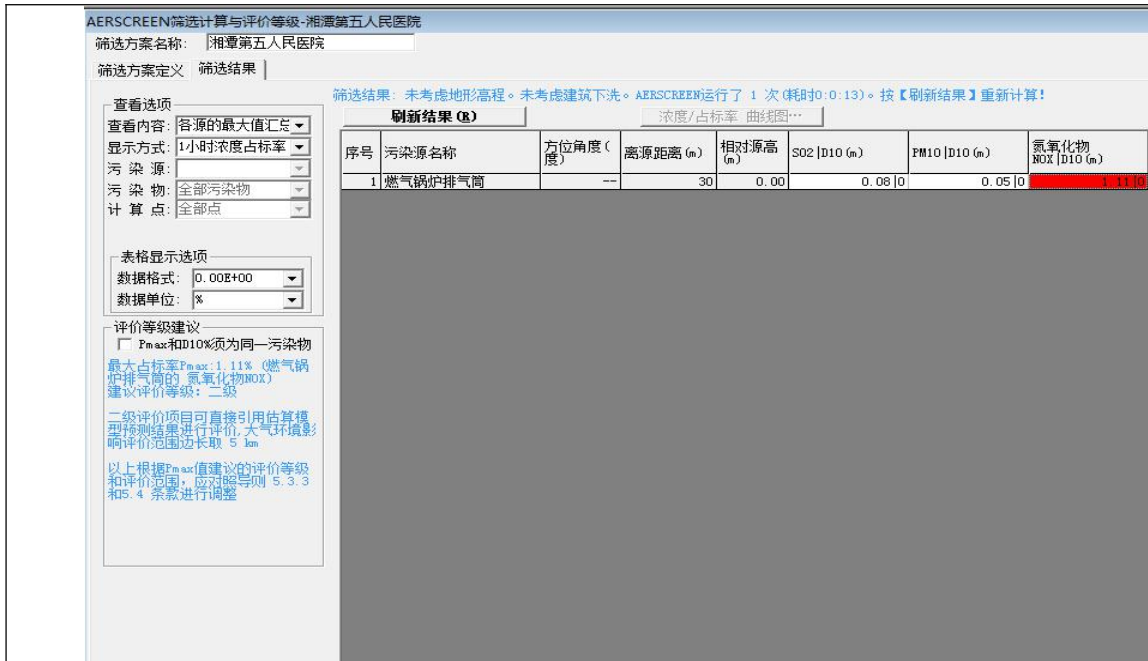 AERSCREEN筛选计算与评价等级-湘潭第五人民医院
筛选方案名称: 湘潭第五人民医院
筛选方案定义 筛选结果
筛选结果: 未考虑地形高程。未考虑建筑下洗。AERSCREEN运行了 1 次(耗时0:0:13)。按【刷新结果】重新计算!
查看选项
查看内容: 各源的最大值汇总
显示方式: 1小时浓度占标率
污 染 源:
污 染 物: 全部污染物
计 算 点: 全部点
表格显示选项
数据格式: 0.00E+00
数据单位: %
评价等级建议
Pmax和D10%须为同一污染物
最大占标率Pmax:1.11% (燃气锅
炉排气筒的 氮氧化物NOX)
建议评价等级: 二级
二级评价项目可直接引用估算模
型预测结果进行评价,大气环境影
响评价范围边长取 5 km
以上根据Pmax值建议的评价等级
和评价范围, 应对照导则 5.3.3
和5.4 条款进行调整
刷新结果(R) 浓度/占标率 曲线图…
序号 污染源名称 方位角度(度) 离源距离(m) 相对源高(m) SO2|D10(m) PM10|D10(m) 氮氧化物NOX|D10(m)
1 燃气锅炉排气筒 -- 30 0.00 0.08|0 0.05|0 1.11|0